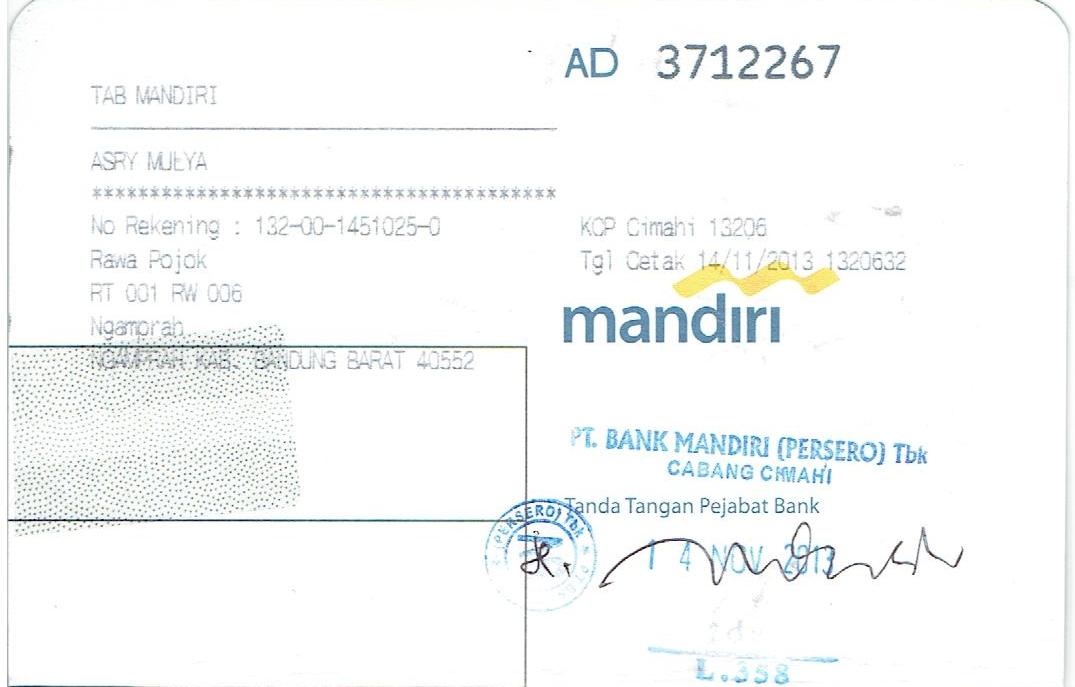 AD 3712267
TAB MANDIRI
ASRY MULYA
***************************************
No Rekening : 132-00-1451025-0
KCP Cimahi 13206
Rawa Pojok
Tgl Cetak 14/11/2013 1320632
RT 001 RW 006
mandiri
Ngamprah
NGAMPRAH KAB. BANDUNG BARAT 40552
PT. BANK MANDIRI (PERSERO) Tbk
CABANG CIMAHI
Tanda Tangan Pejabat Bank
(PERSERO) Tbk
14 NOV 2013
L.358